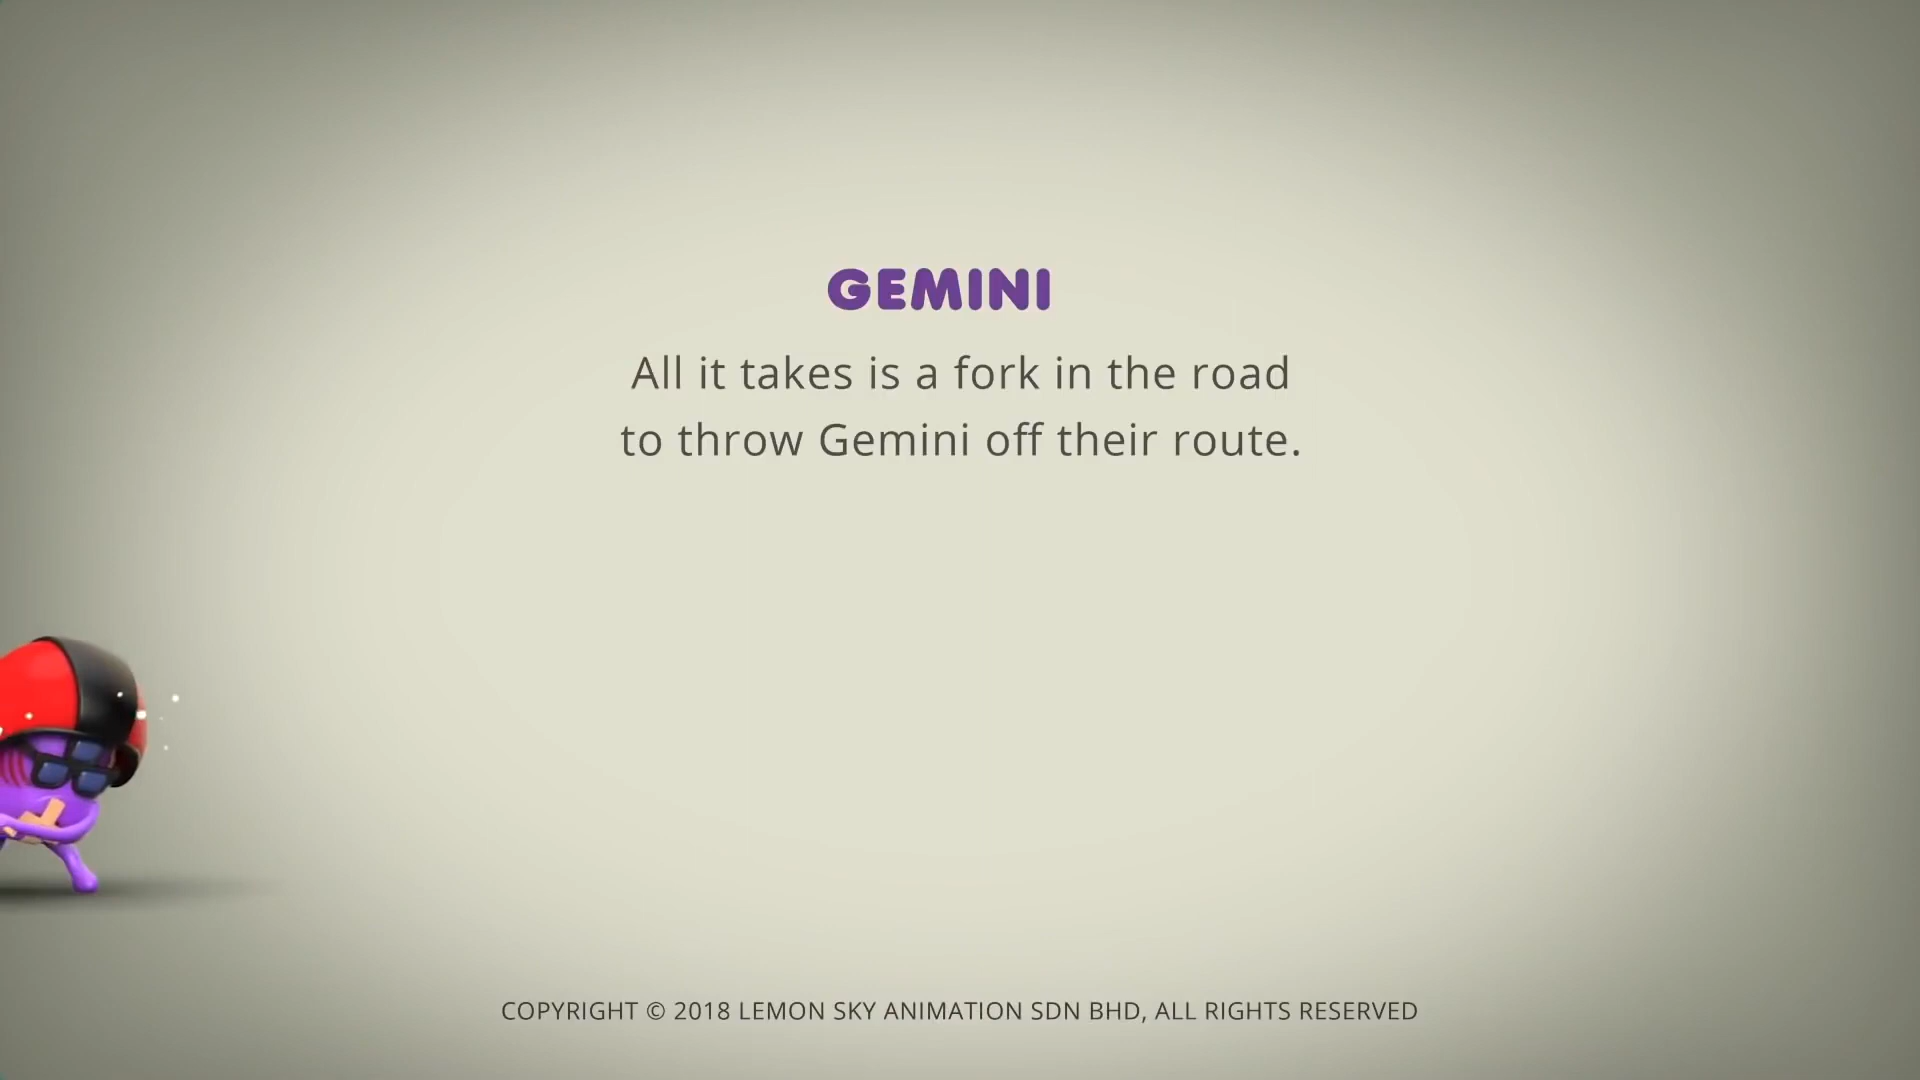 GEMINI
All it takes is a fork in the road
to throw Gemini off their route.
COPYRIGHT © 2018 LEMON SKY ANIMATION SDN BHD, ALL RIGHTS RESERVED